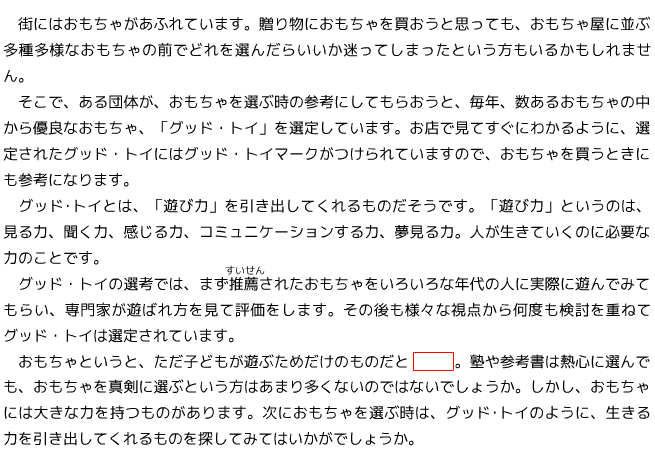 街にはおもちゃがあふれています。贈り物におもちゃを買おうと思っても、おもちゃ屋に並ぶ
多種多様なおもちゃの前でどれを選んだらいいか迷ってしまったという方もいるかもしれませ
ん。
そこで、ある団体が、おもちゃを選ぶ時の参考にしてもらおうと、毎年、数あるおもちゃの中
から優良なおもちゃ、「グッド・トイ」を選定しています。お店で見てすぐにわかるように、選
定されたグッド・トイにはグッド・トイマークがつけられていますので、おもちゃを買うときに
も参考になります。
グッド・トイとは、「遊び力」を引き出してくれるものだそうです。「遊び力」というのは、
見る力、聞く力、感じる力、コミュニケーションする力、夢見る力。人が生きていくのに必要な
力のことです。
すいせん
グッド・トイの選考では、まず推薦されたおもちゃをいろいろな年代の人に実際に遊んでみて
もらい、専門家が遊ばれ方を見て評価をします。その後も様々な視点から何度も検討を重ねて
グッド・トイは選定されています。
おもちゃというと、ただ子どもが遊ぶためだけのものだと 。塾や参考書は熱心に選んで
も、おもちゃを真剣に選ぶという方はあまり多くないのではないでしょうか。しかし、おもちゃ
には大きな力を持つものがあります。次におもちゃを選ぶ時は、グッド・トイのように、生きる
力を引き出してくれるものを探してみてはいかがでしょうか。